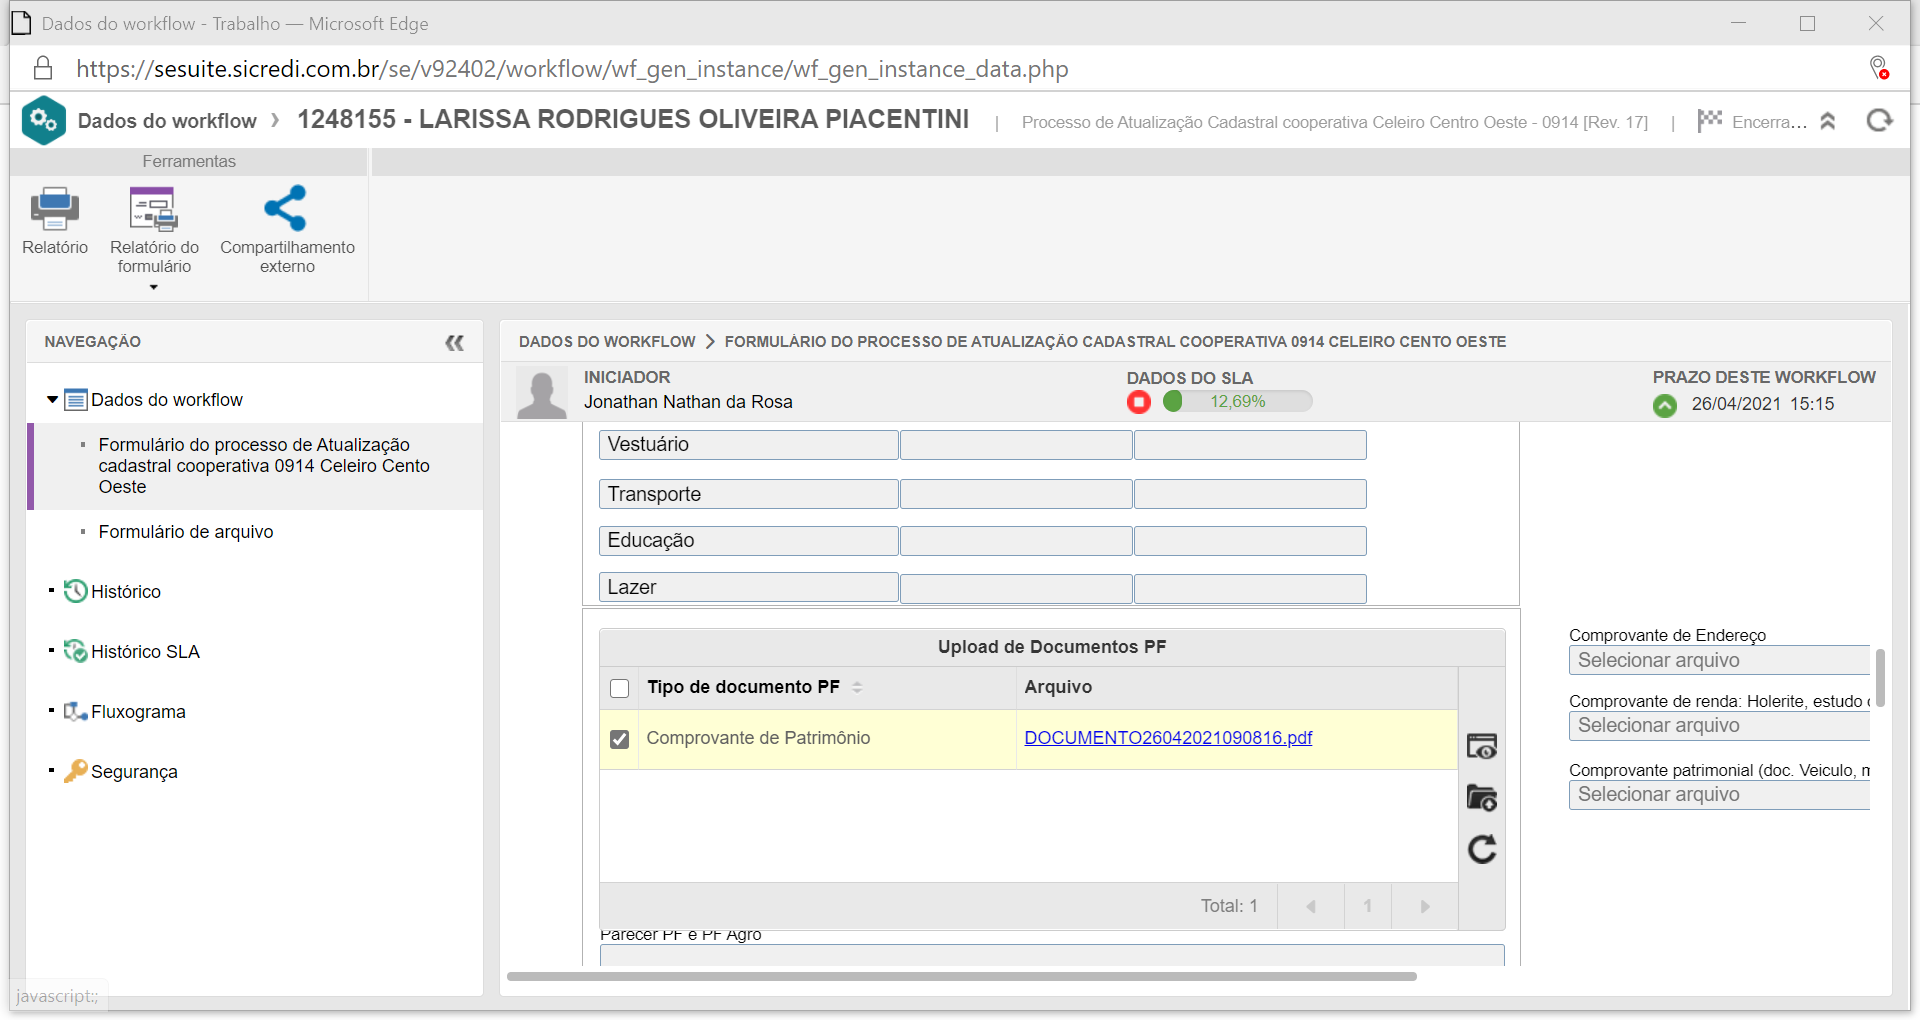 Dados do workflow - Trabalho — Microsoft Edge
https://sesuite.sicredi.com.br/se/v92402/workflow/wf_gen_instance/wf_gen_instance_data.php
Dados do workflow › 1248155 - LARISSA RODRIGUES OLIVEIRA PIACENTINI | Processo de Atualização Cadastral cooperativa Celeiro Centro Oeste - 0914 [Rev. 17] | Encerra...
Ferramentas
Relatório
Relatório do
formulário
Compartilhamento
externo
NAVEGAÇÃO
Dados do workflow
Formulário do processo de Atualização
cadastral cooperativa 0914 Celeiro Cento
Oeste
Formulário de arquivo
Histórico
Histórico SLA
Fluxograma
Segurança
DADOS DO WORKFLOW > FORMULÁRIO DO PROCESSO DE ATUALIZAÇÃO CADASTRAL COOPERATIVA 0914 CELEIRO CENTO OESTE
INICIADOR
Jonathan Nathan da Rosa
DADOS DO SLA
12,69%
PRAZO DESTE WORKFLOW
26/04/2021 15:15
Vestuário
Transporte
Educação
Lazer
Upload de Documentos PF
Tipo de documento PF
Arquivo
Comprovante de Patrimônio
DOCUMENTO26042021090816.pdf
Total: 1
1
Parecer PF e PF Agro
Comprovante de Endereço
Selecionar arquivo
Comprovante de renda: Holerite, estudo
Selecionar arquivo
Comprovante patrimonial (doc. Veiculo,
Selecionar arquivo
javascript:;